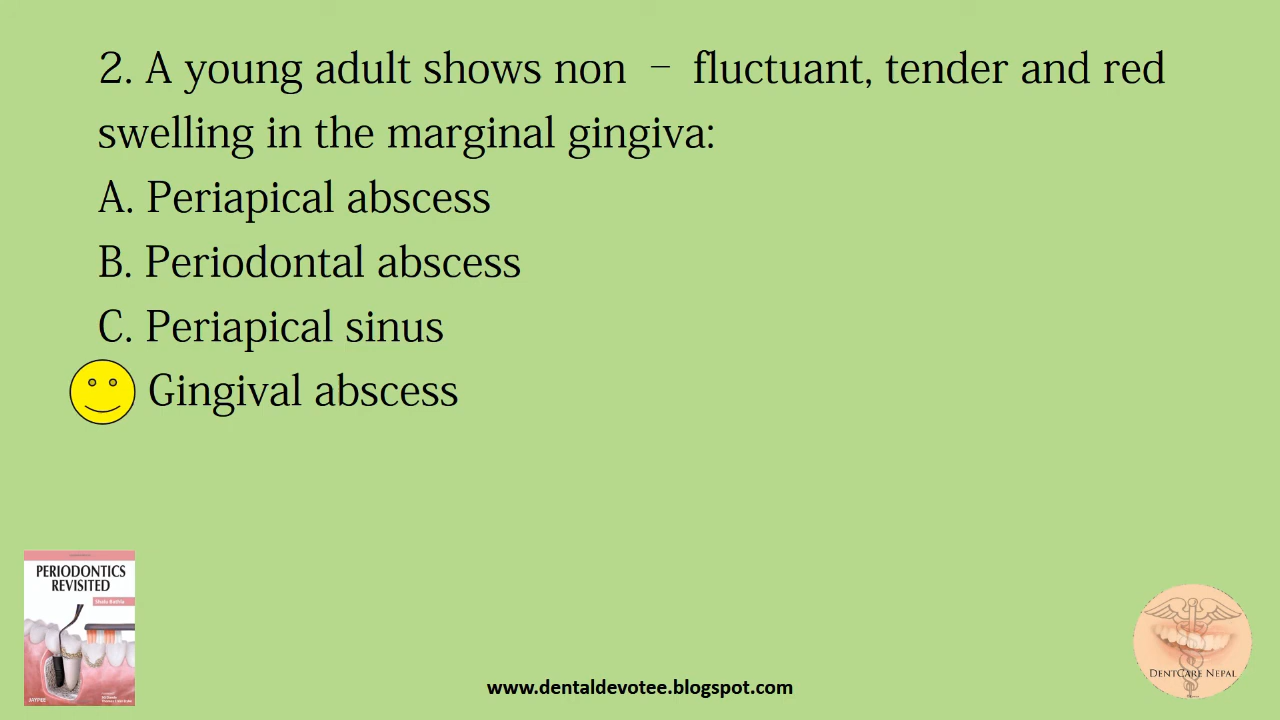 2. A young adult shows non – fluctuant, tender and red
swelling in the marginal gingiva:
A. Periapical abscess
B. Periodontal abscess
C. Periapical sinus
Gingival abscess
PERIODONTICS
REVISITED
JAYPEE
DENTCARE NEPAL
www.dentaldevotee.blogspot.com